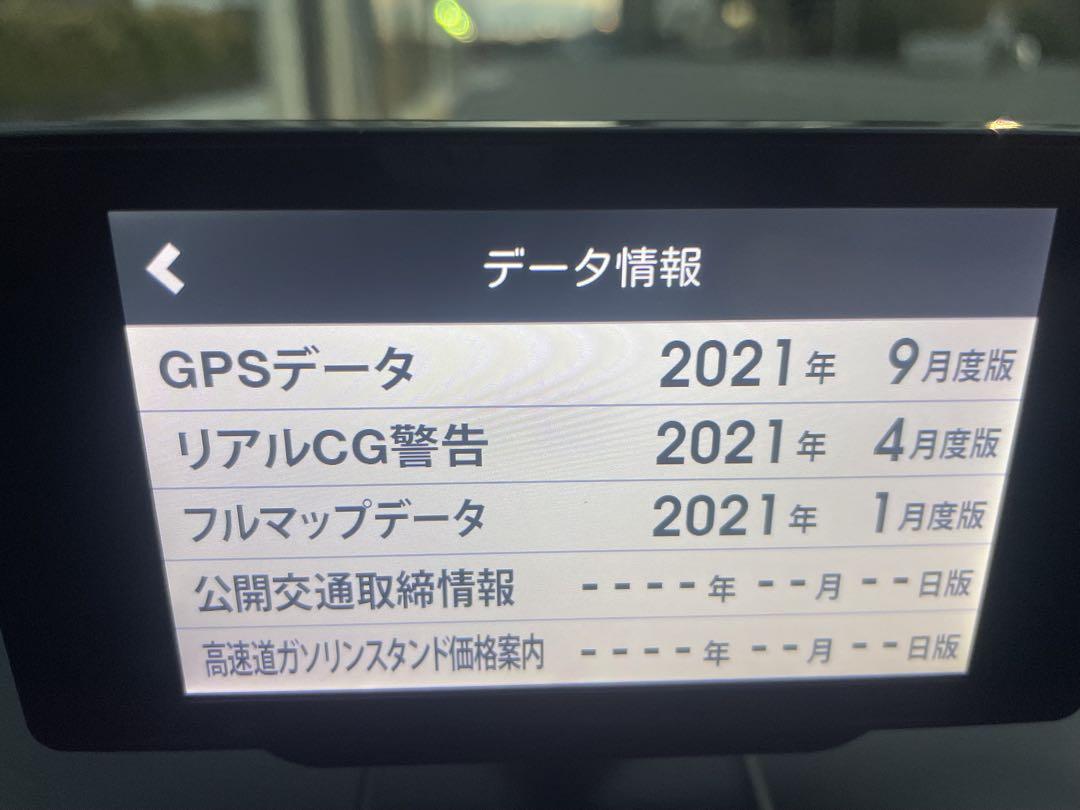 データ情報
GPSデータ 2021年 9月度版
リアルCG警告 2021年 4月度版
フルマップデータ 2021年 1月度版
公開交通取締情報 ----年 --月 --日版
高速道ガソリンスタンド価格案内 ----年 --月 --日版